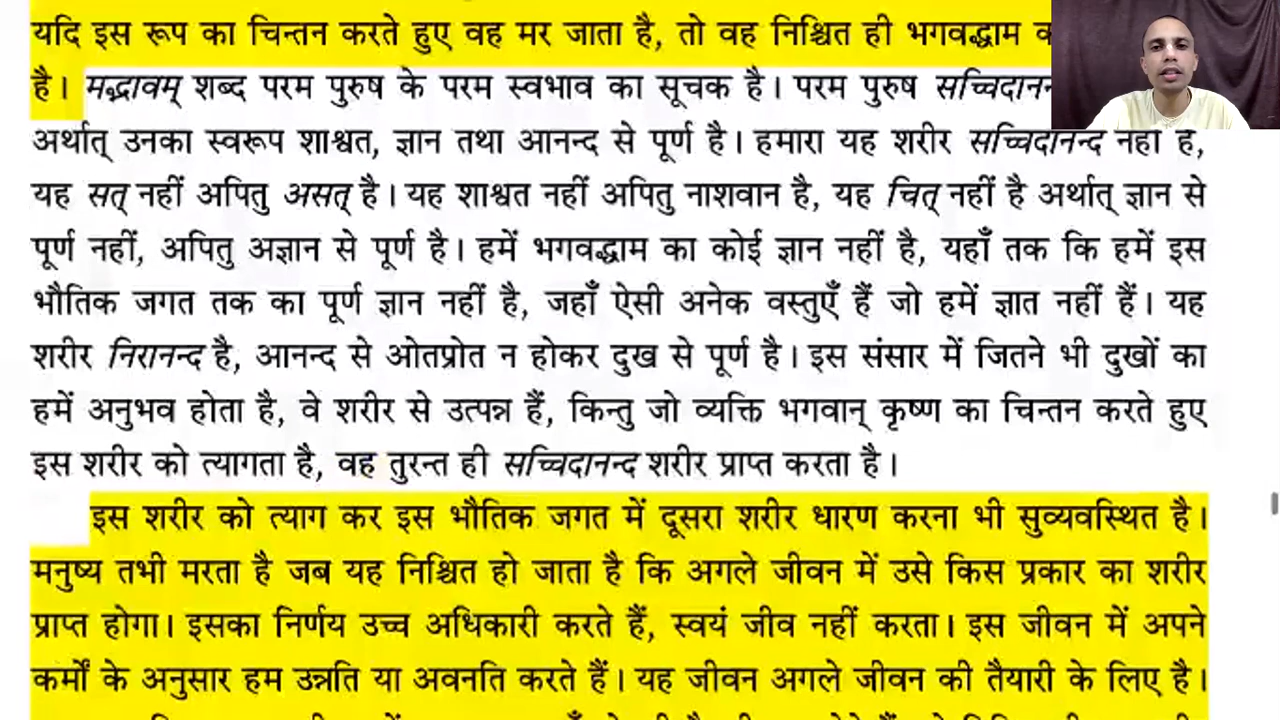 यदि इस रूप का चिन्तन करते हुए वह मर जाता है, तो वह निश्चित ही भगवद्धाम
है। मद्भावम् शब्द परम पुरुष के परम स्वभाव का सूचक है। परम पुरुष
अर्थात् उनका स्वरूप शाश्वत, ज्ञान तथा आनन्द से पूर्ण है। हमारा यह शरीर सच्चिदानन्द नहीं है,
यह सत् नहीं अपितु असत् है। यह शाश्वत नहीं अपितु नाशवान है, यह चित् नहीं है अर्थात् ज्ञान से
पूर्ण नहीं, अपितु अज्ञान से पूर्ण है। हमें भगवद्धाम का कोई ज्ञान नहीं है, यहाँ तक कि हमें इस
भौतिक जगत तक का पूर्ण ज्ञान नहीं है, जहाँ ऐसी अनेक वस्तुएँ हैं जो हमें ज्ञात नहीं हैं। यह
शरीर निरानन्द है, आनन्द से ओतप्रोत न होकर दुख से पूर्ण है। इस संसार में जितने भी दुखों का
हमें अनुभव होता है, वे शरीर से उत्पन्न हैं, किन्तु जो व्यक्ति भगवान् कृष्ण का चिन्तन करते हुए
इस शरीर को त्यागता है, वह तुरन्त ही सच्चिदानन्द शरीर प्राप्त करता है।
इस शरीर को त्याग कर इस भौतिक जगत में दूसरा शरीर धारण करना भी सुव्यवस्थित है।
मनुष्य तभी मरता है जब यह निश्चित हो जाता है कि अगले जीवन में उसे किस प्रकार का शरीर
प्राप्त होगा। इसका निर्णय उच्च अधिकारी करते हैं, स्वयं जीव नहीं करता। इस जीवन में अपने
कर्मों के अनुसार हम उन्नति या अवनति करते हैं। यह जीवन अगले जीवन की तैयारी के लिए है।